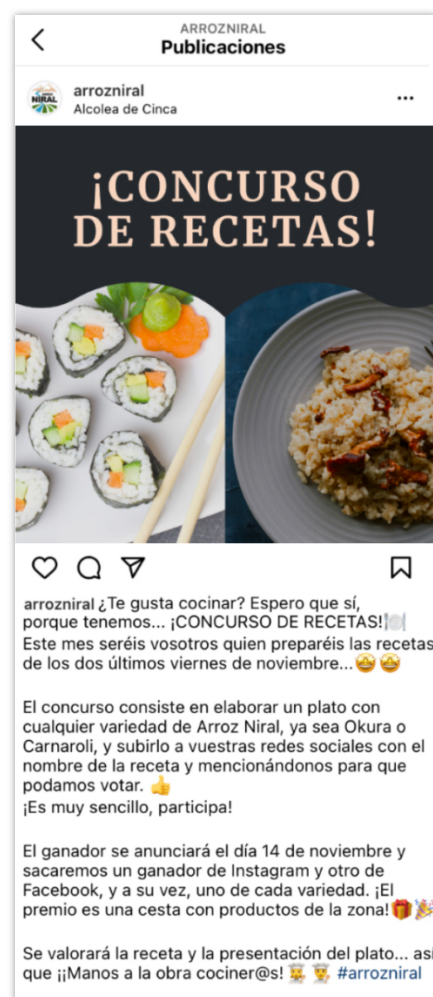 ARROZNIRAL
Publicaciones
NIRAL
arrozniral
Alcolea de Cinca
¡CONCURSO
DE RECETAS!
arrozniral ¿Te gusta cocinar? Espero que sí,
porque tenemos... ¡CONCURSO DE RECETAS!🍽️
Este mes seréis vosotros quien preparéis las recetas
de los dos últimos viernes de noviembre...🤩🤩
El concurso consiste en elaborar un plato con
cualquier variedad de Arroz Niral, ya sea Okura o
Carnaroli, y subirlo a vuestras redes sociales con el
nombre de la receta y mencionándonos para que
podamos votar. 👍
¡Es muy sencillo, participa!
El ganador se anunciará el día 14 de noviembre y
sacaremos un ganador de Instagram y otro de
Facebook, y a su vez, uno de cada variedad. ¡El
premio es una cesta con productos de la zona!🎁🎉
Se valorará la receta y la presentación del plato... así
que ¡¡Manos a la obra cociner@s! 👩‍🍳 👨‍🍳 #arrozniral